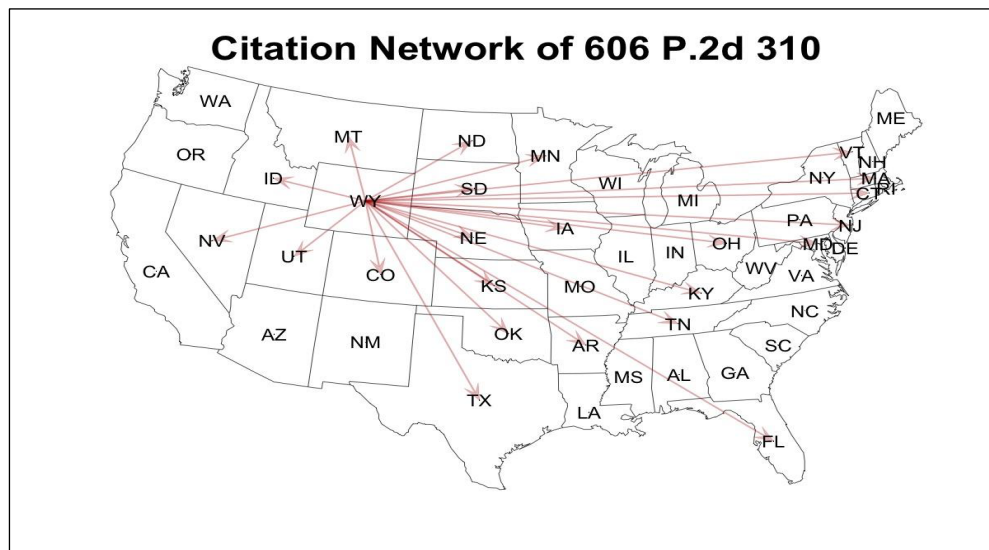 Citation Network of 606 P.2d 310
WA
ME
MT
ND
VT
OR
MN
NH
ID
SD
WI
NY
MA
WY
MI
CT
RI
NV
NE
IA
PA
NJ
UT
IL
IN
OH
MD
DE
CA
CO
KS
MO
WV
VA
KY
AZ
NM
OK
AR
TN
NC
SC
TX
LA
MS
AL
GA
FL